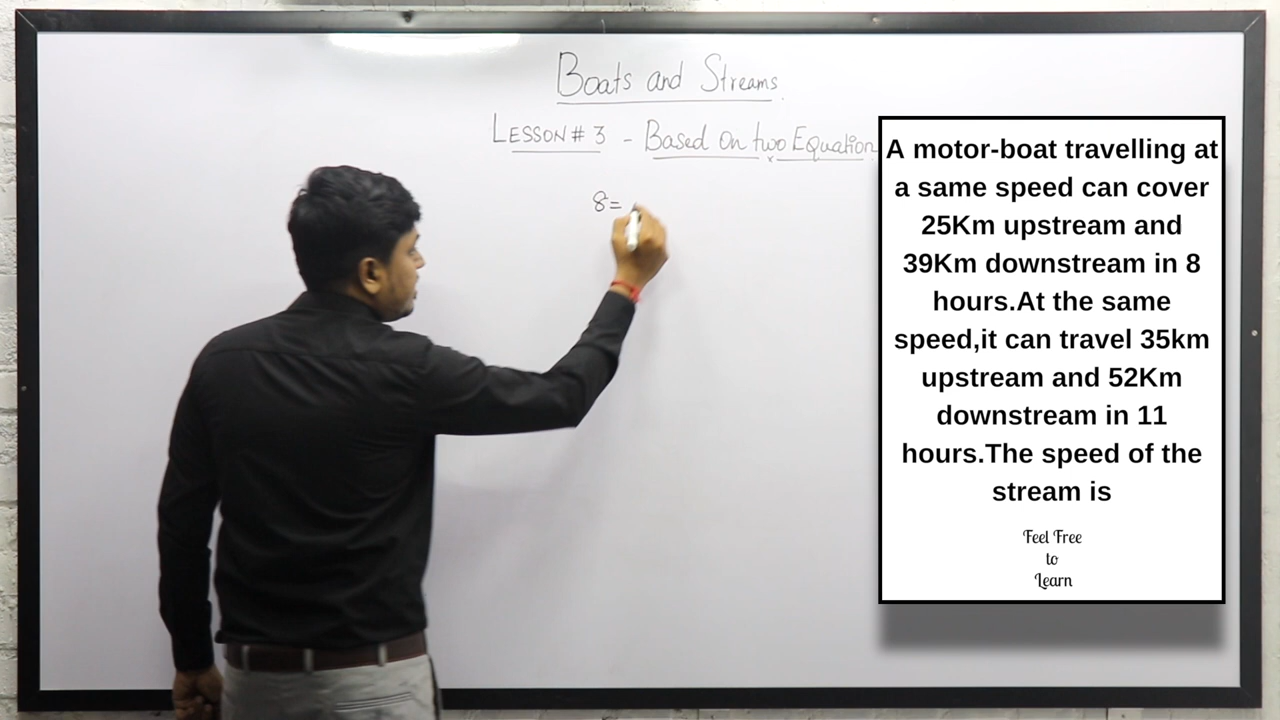 Boats and Streams
LESSON # 3 - Based on two Equation
8=
A motor-boat travelling at
a same speed can cover
25Km upstream and
39Km downstream in 8
hours.At the same
speed,it can travel 35km
upstream and 52Km
downstream in 11
hours.The speed of the
stream is
Feel Free
to
Learn